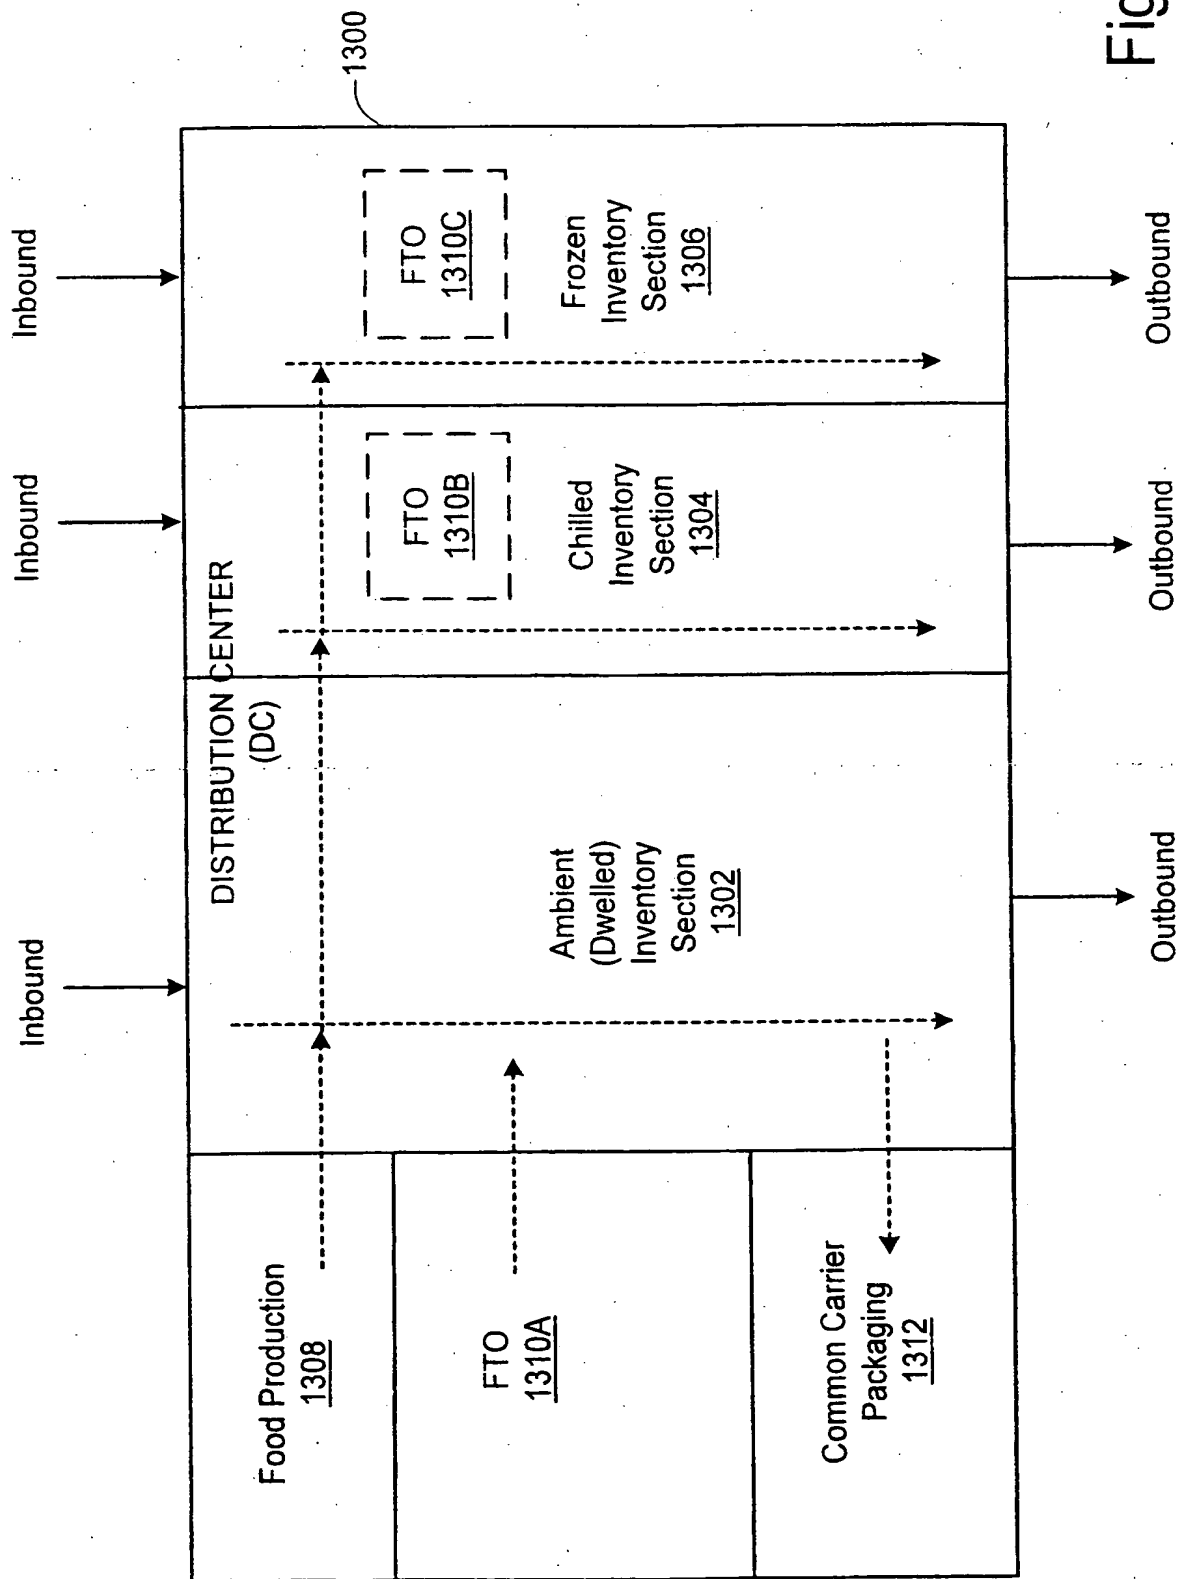 Inbound
Inbound
Inbound
1300
DISTRIBUTION CENTER
(DC)
Food Production
1308
FTO
1310A
Common Carrier
Packaging
1312
Ambient
(Dwelled)
Inventory
Section
1302
FTO
1310B
Chilled
Inventory
Section
1304
FTO
1310C
Frozen
Inventory
Section
1306
Outbound
Outbound
Outbound